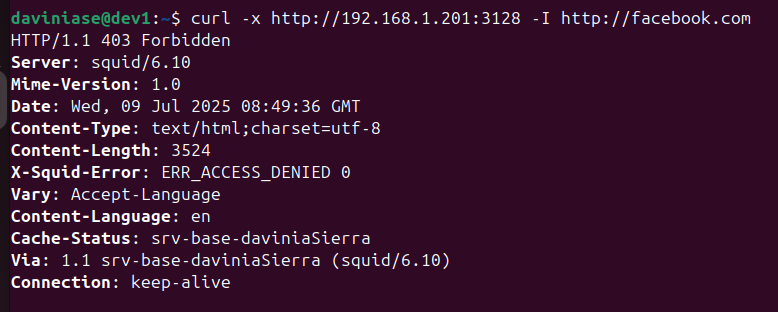 daviniase@dev1:~$ curl -x http://192.168.1.201:3128 -I http://facebook.com
HTTP/1.1 403 Forbidden
Server: squid/6.10
Mime-Version: 1.0
Date: Wed, 09 Jul 2025 08:49:36 GMT
Content-Type: text/html;charset=utf-8
Content-Length: 3524
X-Squid-Error: ERR_ACCESS_DENIED 0
Vary: Accept-Language
Content-Language: en
Cache-Status: srv-base-daviniaSierra
Via: 1.1 srv-base-daviniaSierra (squid/6.10)
Connection: keep-alive